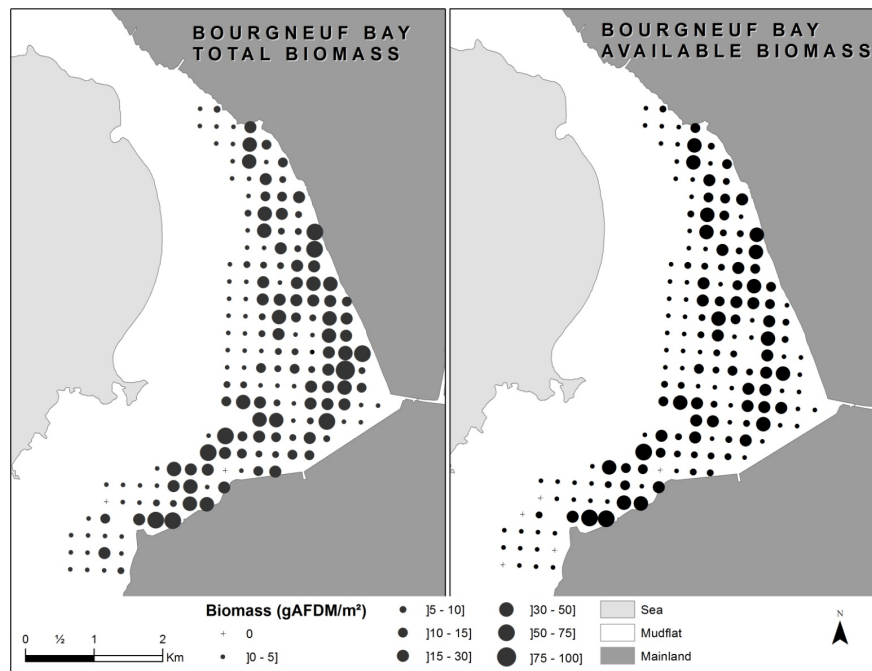 BOURGNEUF BAY
TOTAL BIOMASS
BOURGNEUF BAY
AVAILABLE BIOMASS
Biomass (gAFDM/m²)
0
]0 - 5]
]5 - 10]
]10 - 15]
]15 - 30]
]30 - 50]
]50 - 75]
]75 - 100]
Sea
Mudflat
Mainland
N
0 ½ 1 2
Km